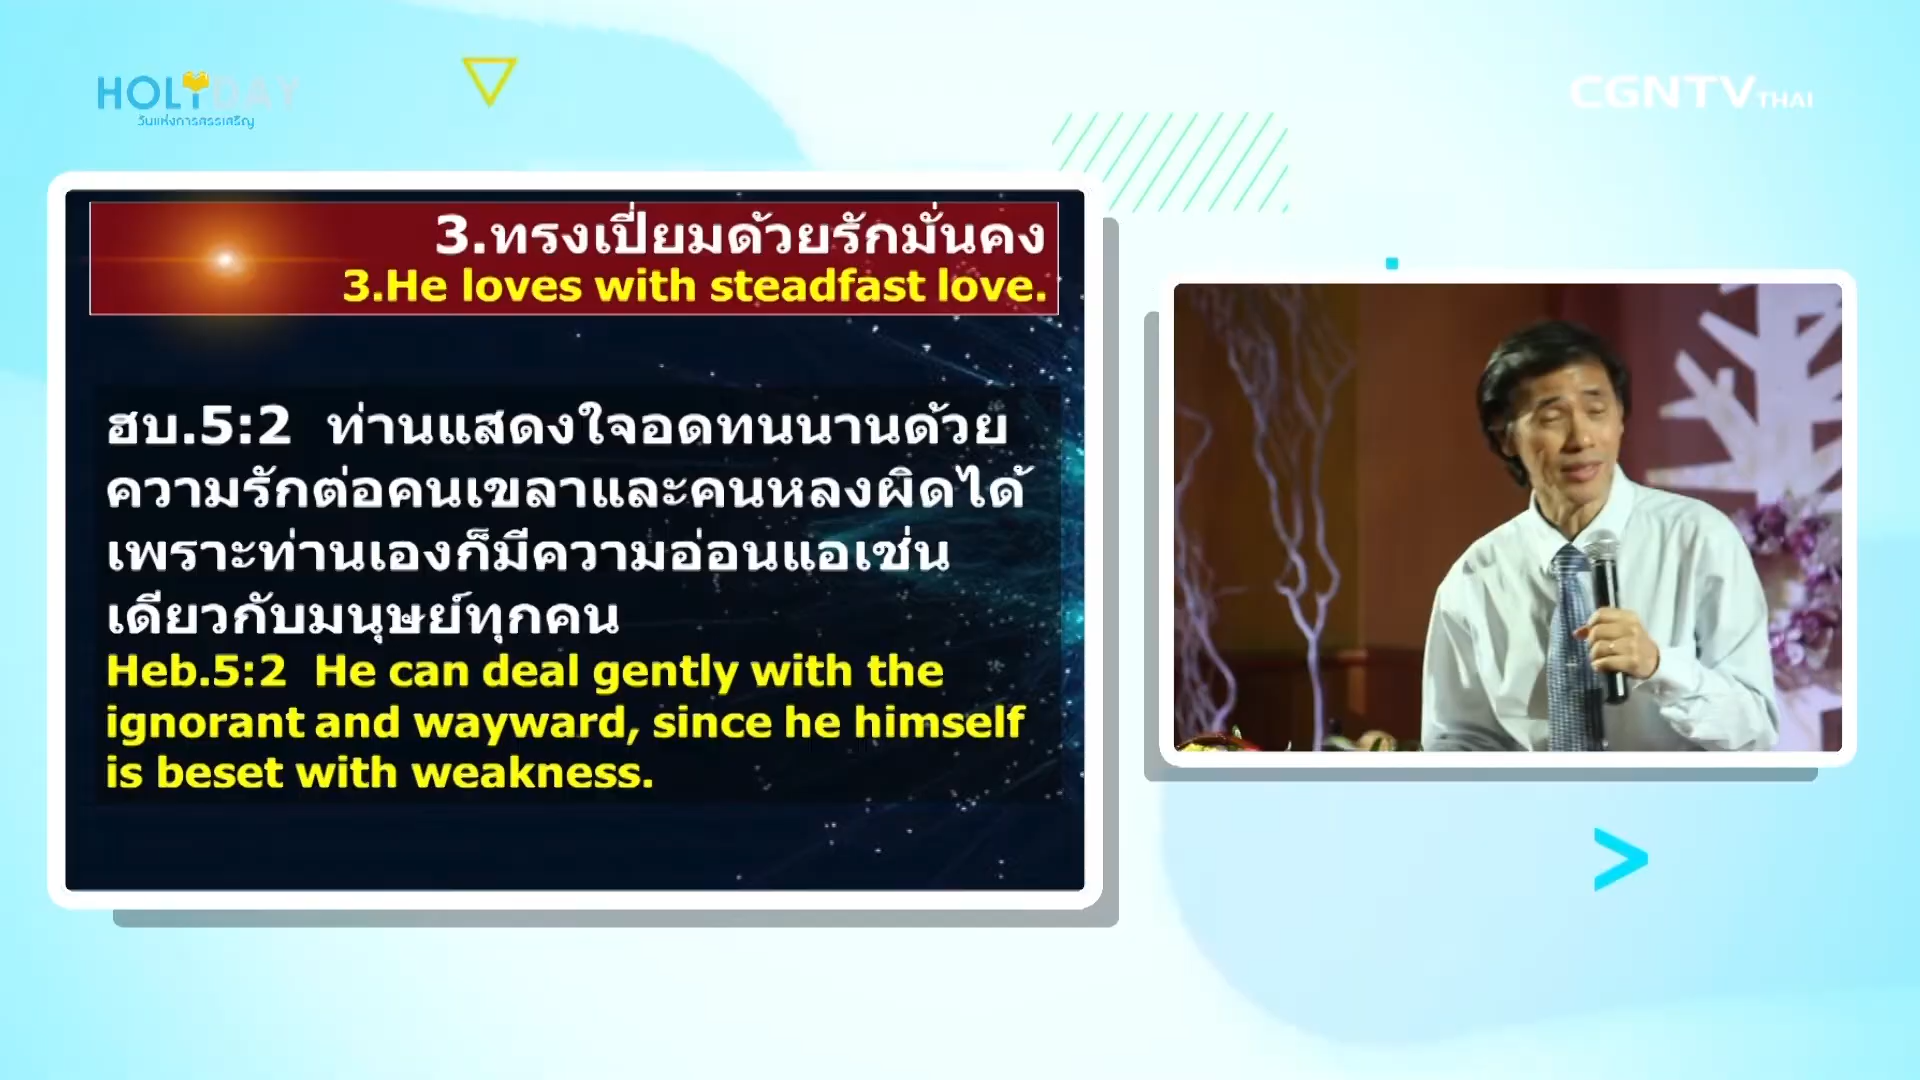 HOLYDAY
วันแห่งการสรรเสริญ
CGNTV THAI
3.ทรงเปี่ยมด้วยรักมั่นคง
3.He loves with steadfast love.
ฮบ.5:2 ท่านแสดงใจอดทนนานด้วย
ความรักต่อคนเขลาและคนหลงผิดได้
เพราะท่านเองก็มีความอ่อนแอเช่น
เดียวกับมนุษย์ทุกคน
Heb.5:2 He can deal gently with the
ignorant and wayward, since he himself
is beset with weakness.